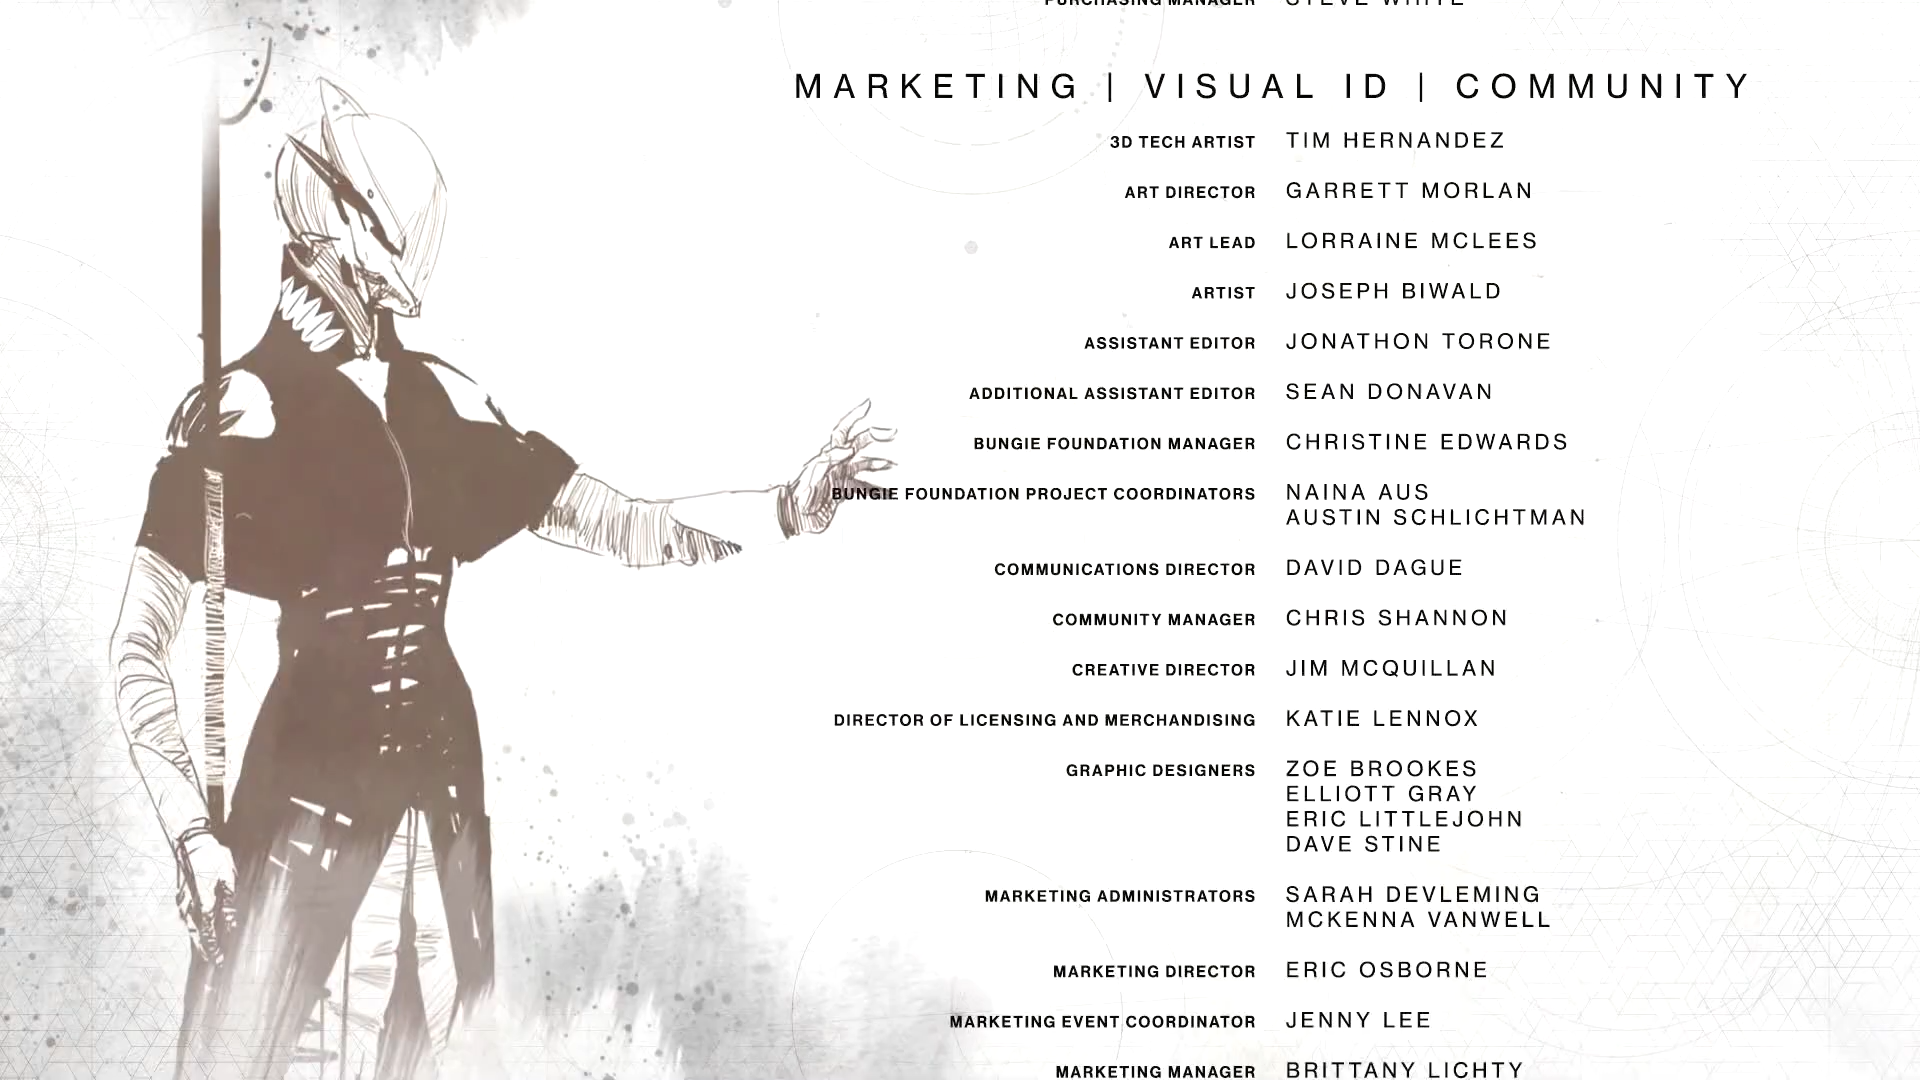 PURCHASING MANAGER STEVE WHITE
MARKETING | VISUAL ID | COMMUNITY
3D TECH ARTIST TIM HERNANDEZ
ART DIRECTOR GARRETT MORLAN
ART LEAD LORRAINE MCLEES
ARTIST JOSEPH BIWALD
ASSISTANT EDITOR JONATHON TORONE
ADDITIONAL ASSISTANT EDITOR SEAN DONAVAN
BUNGIE FOUNDATION MANAGER CHRISTINE EDWARDS
BUNGIE FOUNDATION PROJECT COORDINATORS NAINA AUS
AUSTIN SCHLICHTMAN
COMMUNICATIONS DIRECTOR DAVID DAGUE
COMMUNITY MANAGER CHRIS SHANNON
CREATIVE DIRECTOR JIM MCQUILLAN
DIRECTOR OF LICENSING AND MERCHANDISING KATIE LENNOX
GRAPHIC DESIGNERS ZOE BROOKES
ELLIOTT GRAY
ERIC LITTLEJOHN
DAVE STINE
MARKETING ADMINISTRATORS SARAH DEVLEMING
MCKENNA VANWELL
MARKETING DIRECTOR ERIC OSBORNE
MARKETING EVENT COORDINATOR JENNY LEE
MARKETING MANAGER BRITTANY LICHTY